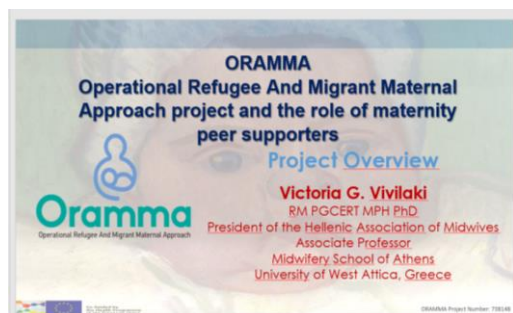 ORAMMA
Operational Refugee And Migrant Maternal
Approach project and the role of maternity
peer supporters
Project Overview
Victoria G. Vivilaki
RM PGCERT MPH PhD
President of the Hellenic Association of Midwives
Associate Professor
Midwifery School of Athens
University of West Attica, Greece
Oramma
Operational Refugee And Migrant Maternal Approach
ORAMMA Project Number: 738148